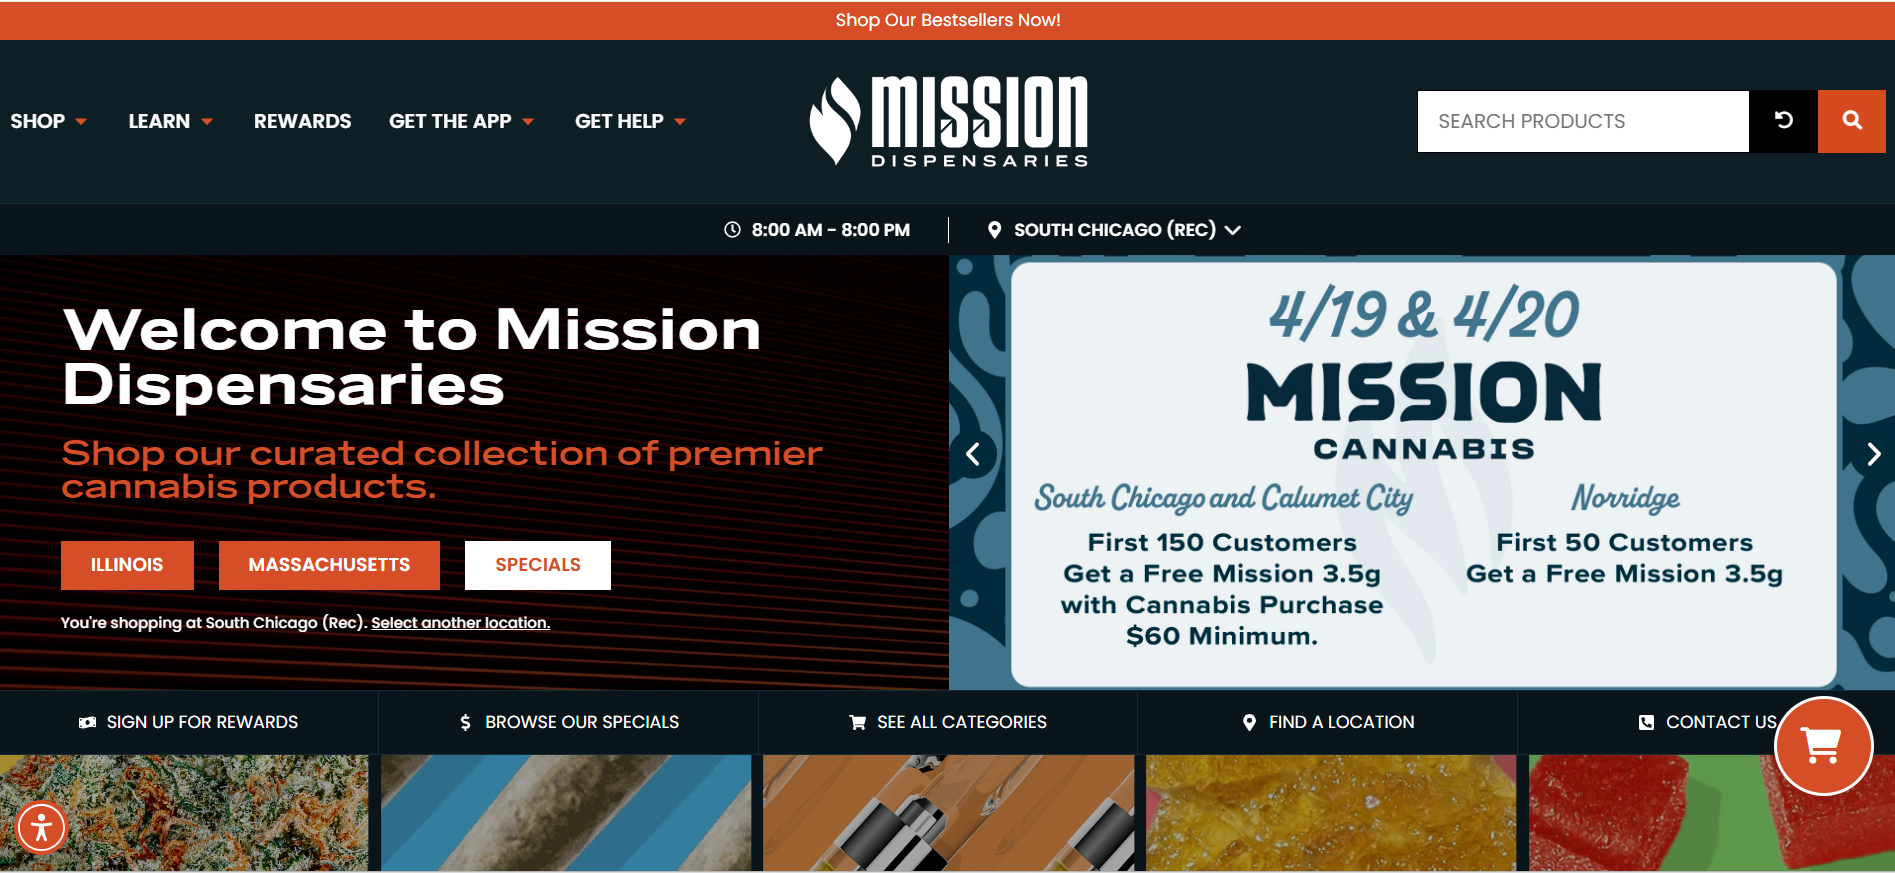 Shop Our Bestsellers Now!
SHOP
LEARN
REWARDS
GET THE APP
GET HELP
MISSION
DISPENSARIES
SEARCH PRODUCTS
8:00 AM - 8:00 PM
SOUTH CHICAGO (REC)
Welcome to Mission
Dispensaries
Shop our curated collection of premier
cannabis products.
ILLINOIS
MASSACHUSETTS
SPECIALS
You're shopping at South Chicago (Rec). Select another location.
4/19 & 4/20
MISSION
CANNABIS
South Chicago and Calumet City
First 150 Customers
Get a Free Mission 3.5g
with Cannabis Purchase
$60 Minimum.
Norridge
First 50 Customers
Get a Free Mission 3.5g
SIGN UP FOR REWARDS
BROWSE OUR SPECIALS
SEE ALL CATEGORIES
FIND A LOCATION
CONTACT US